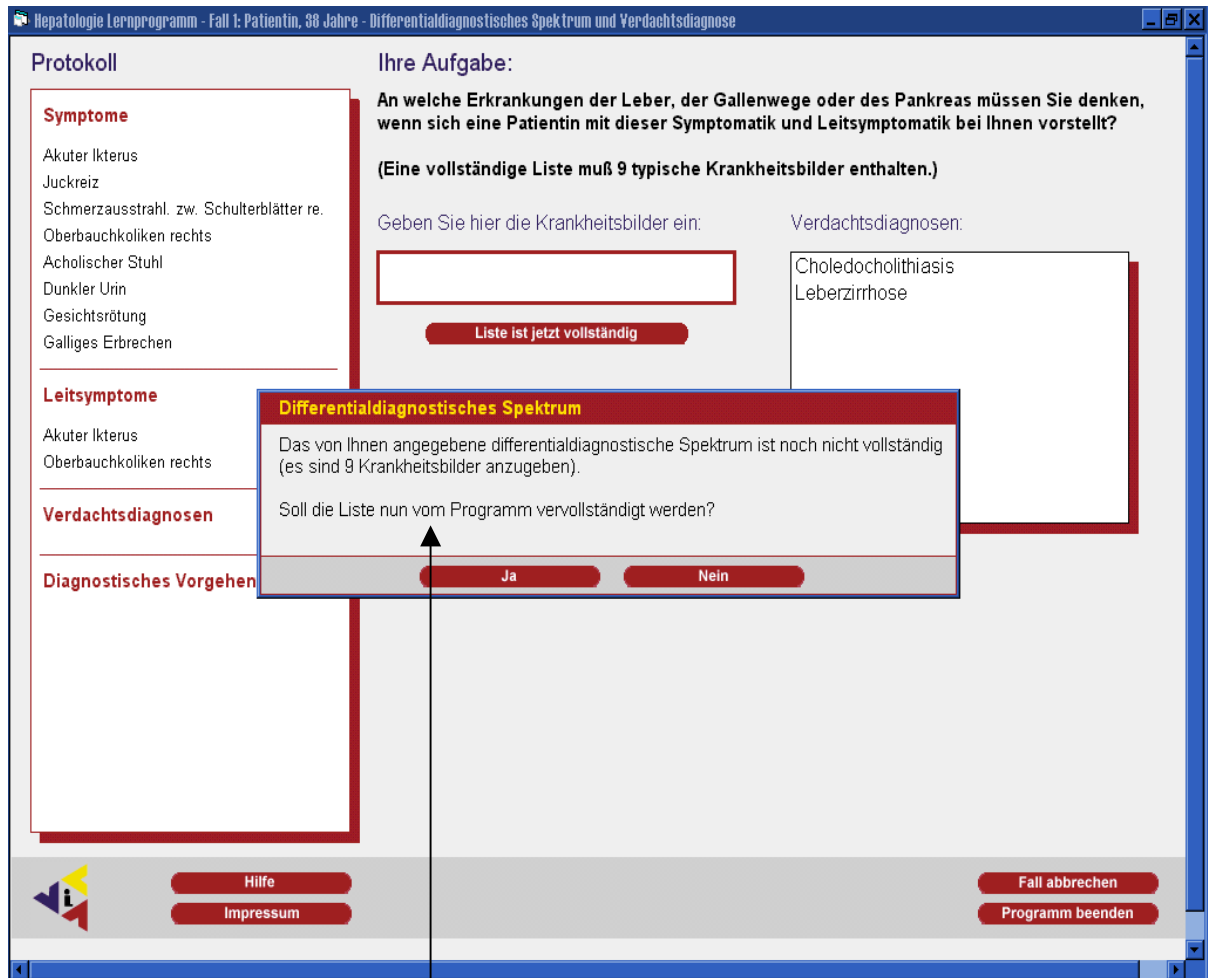 Hepatologie Lernprogramm - Fall 1: Patientin, 38 Jahre - Differentialdiagnostisches Spektrum und Verdachtsdiagnose
Protokoll
Symptome
Akuter Ikterus
Juckreiz
Schmerzausstrahl. zw. Schulterblätter re.
Oberbauchkoliken rechts
Acholischer Stuhl
Dunkler Urin
Gesichtsrötung
Galliges Erbrechen
Leitsymptome
Akuter Ikterus
Oberbauchkoliken rechts
Verdachtsdiagnosen
Diagnostisches Vorgehen
Ihre Aufgabe:
An welche Erkrankungen der Leber, der Gallenwege oder des Pankreas müssen Sie denken,
wenn sich eine Patientin mit dieser Symptomatik und Leitsymptomatik bei Ihnen vorstellt?
(Eine vollständige Liste muß 9 typische Krankheitsbilder enthalten.)
Geben Sie hier die Krankheitsbilder ein:
Liste ist jetzt vollständig
Verdachtsdiagnosen:
Choledocholithiasis
Leberzirrhose
Differentialdiagnostisches Spektrum
Das von Ihnen angegebene differentialdiagnostische Spektrum ist noch nicht vollständig
(es sind 9 Krankheitsbilder anzugeben).
Soll die Liste nun vom Programm vervollständigt werden?
Ja
Nein
i
Hilfe
Impressum
Fall abbrechen
Programm beenden